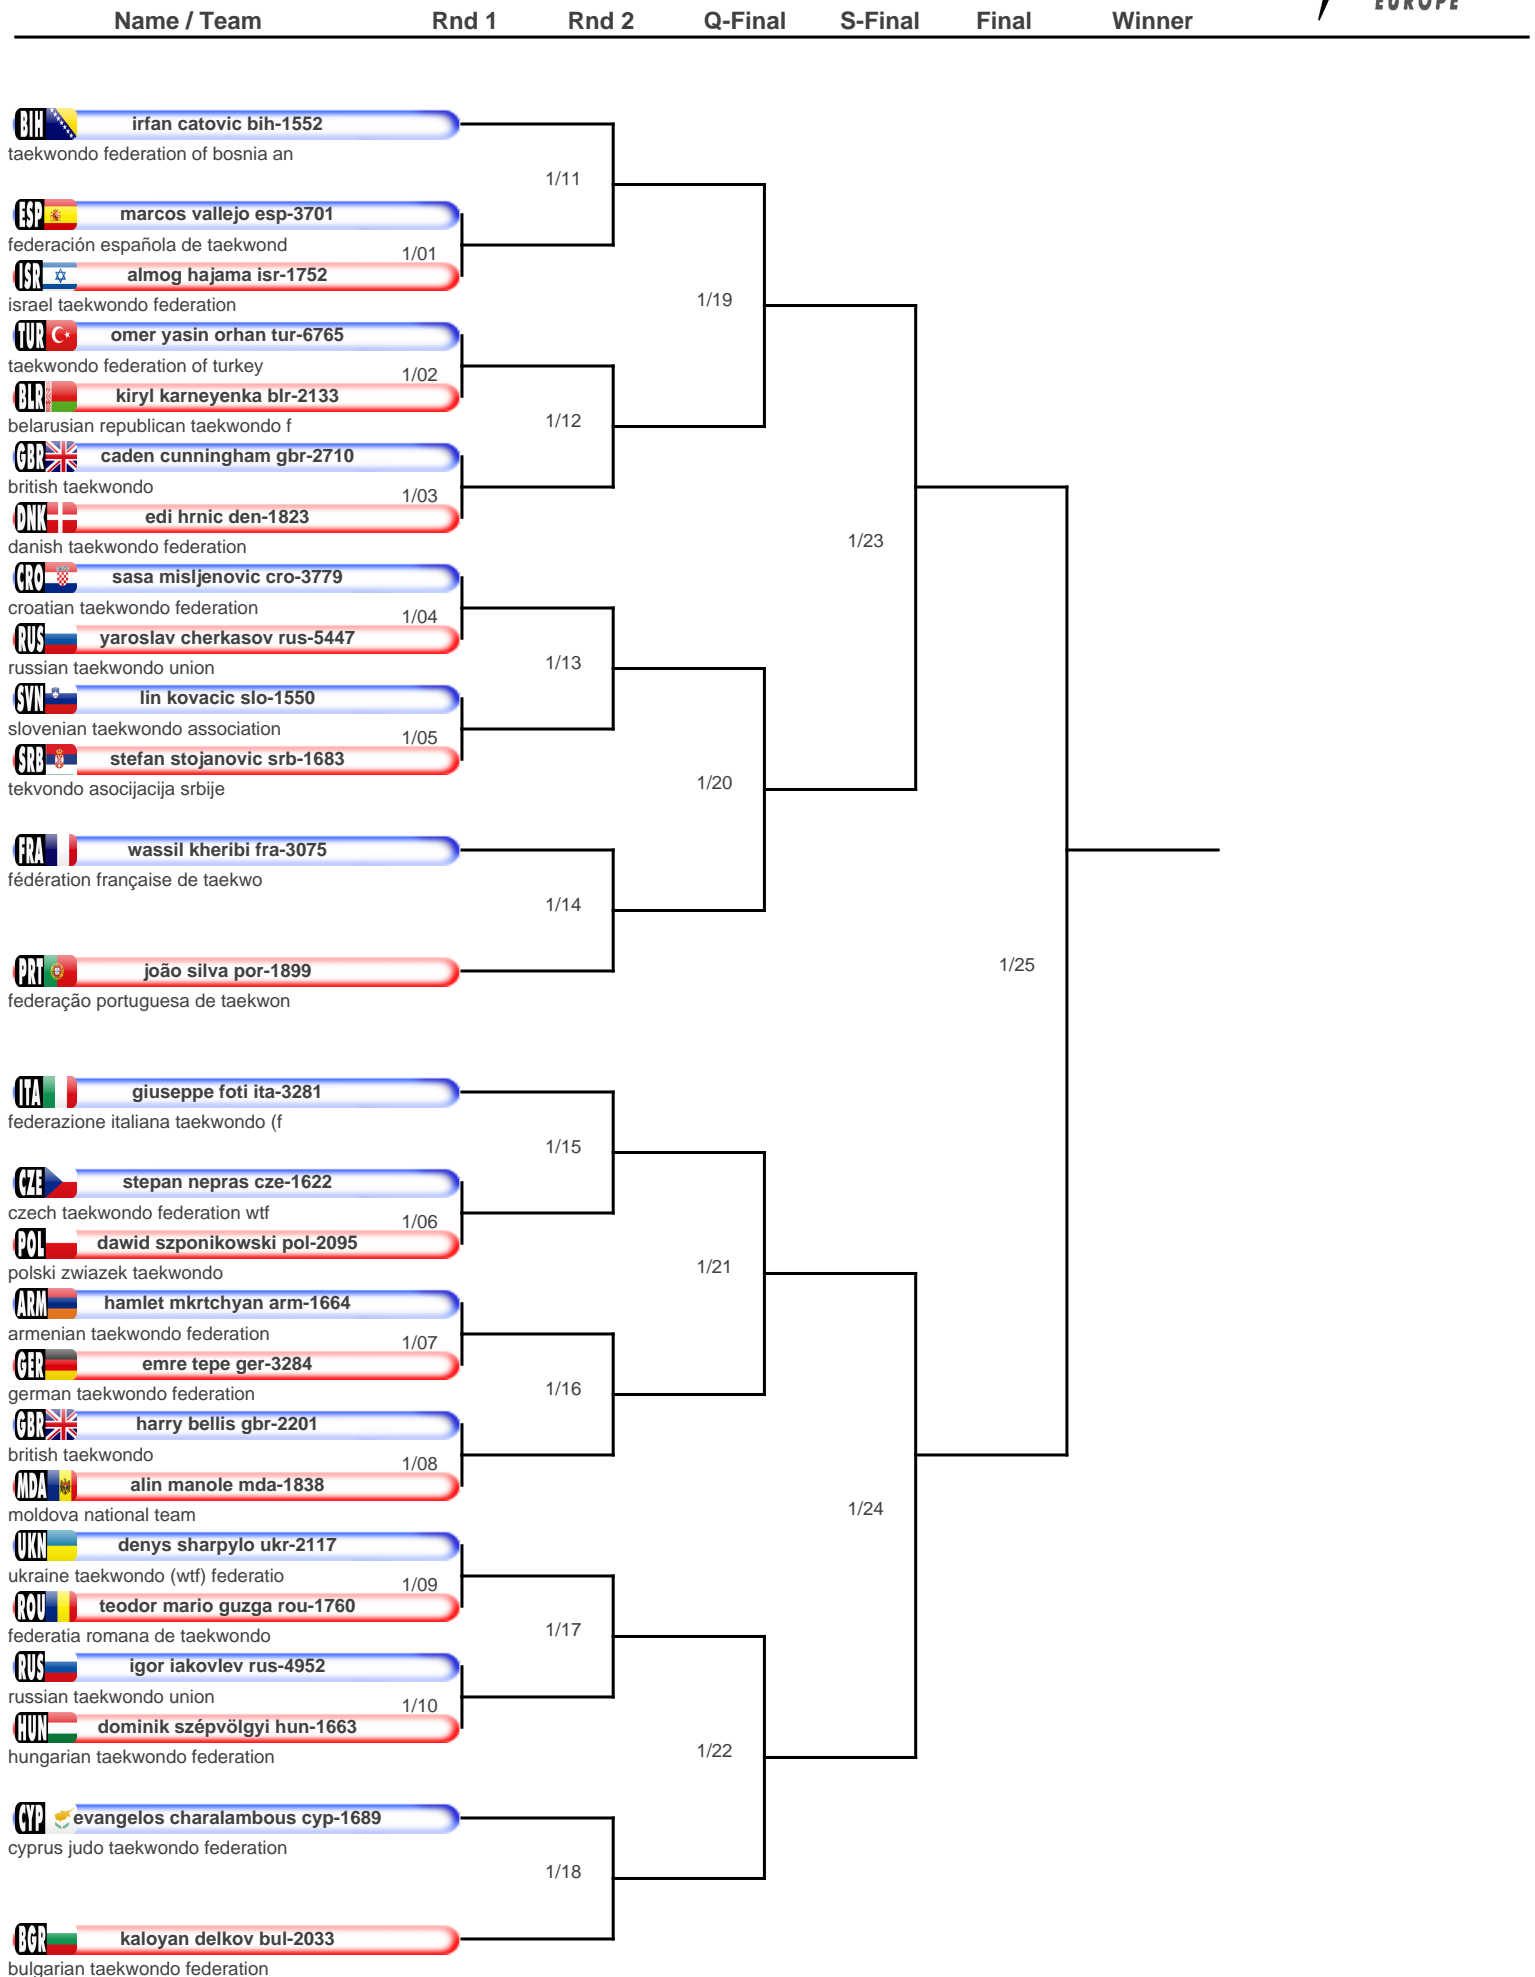 EUROPE
Name / Team Rnd 1 Rnd 2 Q-Final S-Final Final Winner
BIH irfan catovic bih-1552
taekwondo federation of bosnia an
1/11
ESP marcos vallejo esp-3701
federación española de taekwond
1/01
ISR almog hajama isr-1752
israel taekwondo federation
1/19
TUR omer yasin orhan tur-6765
taekwondo federation of turkey
1/02
BLR kiryl karneyenka blr-2133
belarusian republican taekwondo f
1/12
GBR caden cunningham gbr-2710
british taekwondo
1/03
DNK edi hrnic den-1823
danish taekwondo federation
1/23
CRO sasa misljenovic cro-3779
croatian taekwondo federation
1/04
RUS yaroslav cherkasov rus-5447
russian taekwondo union
1/13
SVN lin kovacic slo-1550
slovenian taekwondo association
1/05
SRB stefan stojanovic srb-1683
tekvondo asocijacija srbije
1/20
FRA wassil kheribi fra-3075
fédération française de taekwo
1/14
PRT joão silva por-1899
1/25
federação portuguesa de taekwon
ITA giuseppe foti ita-3281
federazione italiana taekwondo (f
1/15
CZE stepan nepras cze-1622
czech taekwondo federation wtf
1/06
POL dawid szponikowski pol-2095
polski zwiazek taekwondo
1/21
ARM hamlet mkrtchyan arm-1664
armenian taekwondo federation
1/07
GER emre tepe ger-3284
german taekwondo federation
1/16
GBR harry bellis gbr-2201
british taekwondo
1/08
MDA alin manole mda-1838
moldova national team
1/24
UKN denys sharpylo ukr-2117
ukraine taekwondo (wtf) federatio
1/09
ROU teodor mario guzga rou-1760
federatia romana de taekwondo
1/17
RUS igor iakovlev rus-4952
russian taekwondo union
1/10
HUN dominik szépvölgyi hun-1663
hungarian taekwondo federation
1/22
CYP evangelos charalambous cyp-1689
cyprus judo taekwondo federation
1/18
BGR kaloyan delkov bul-2033
bulgarian taekwondo federation